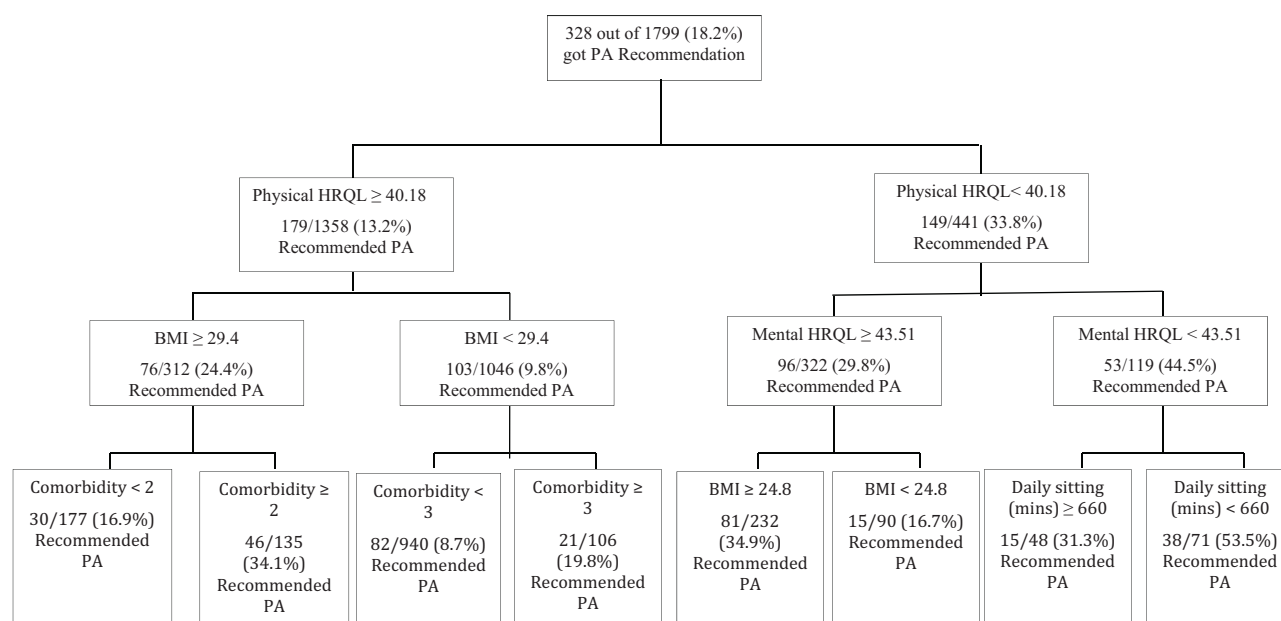 328 out of 1799 (18.2%)
got PA Recommendation
Physical HRQL ≥ 40.18
179/1358 (13.2%)
Recommended PA
Physical HRQL< 40.18
149/441 (33.8%)
Recommended PA
BMI ≥ 29.4
76/312 (24.4%)
Recommended PA
BMI < 29.4
103/1046 (9.8%)
Recommended PA
Mental HRQL ≥ 43.51
96/322 (29.8%)
Recommended PA
Mental HRQL < 43.51
53/119 (44.5%)
Recommended PA
Comorbidity < 2
30/177 (16.9%)
Recommended
PA
Comorbidity ≥
2
46/135
(34.1%)
Recommended
PA
Comorbidity <
3
82/940 (8.7%)
Recommended
PA
Comorbidity ≥
3
21/106
(19.8%)
Recommended
PA
BMI ≥ 24.8
81/232
(34.9%)
Recommended
PA
BMI < 24.8
15/90 (16.7%)
Recommended
PA
Daily sitting
(mins) ≥ 660
15/48 (31.3%)
Recommended
PA
Daily sitting
(mins) < 660
38/71 (53.5%)
Recommended
PA